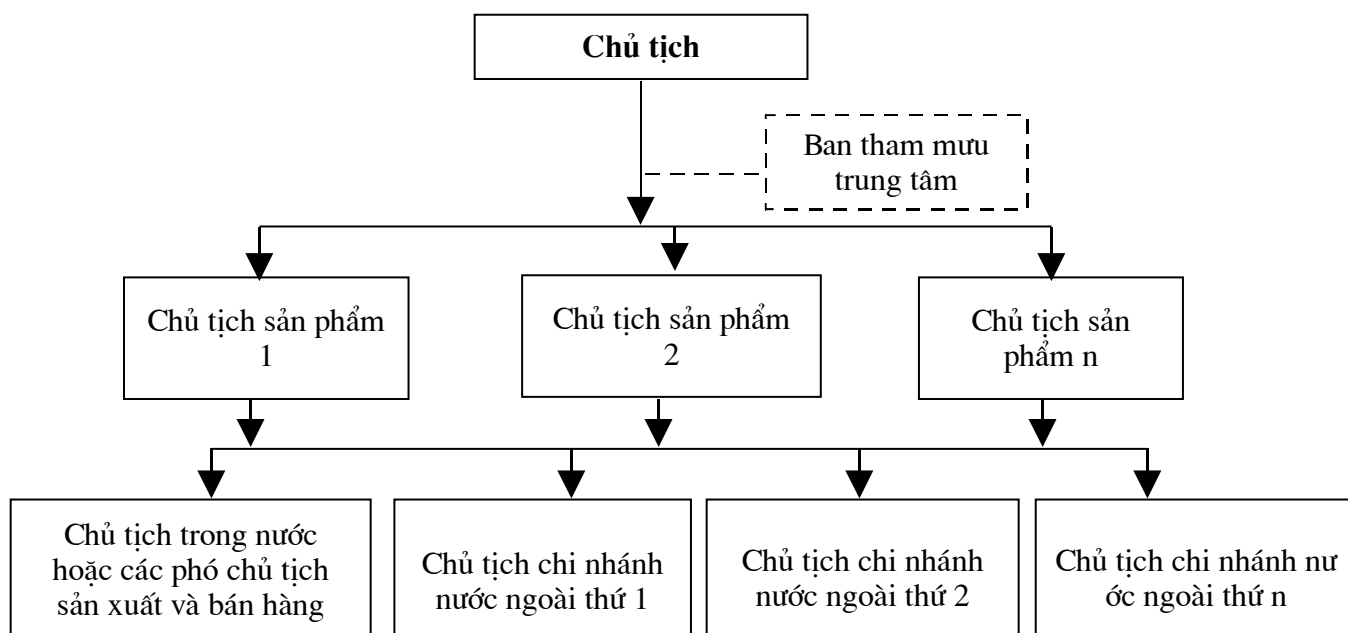 Chủ tịch
Ban tham mưu
trung tâm
Chủ tịch sản phẩm
1
Chủ tịch sản phẩm
2
Chủ tịch sản
phẩm n
Chủ tịch trong nước
hoặc các phó chủ tịch
sản xuất và bán hàng
Chủ tịch chi nhánh
nước ngoài thứ 1
Chủ tịch chi nhánh
nước ngoài thứ 2
Chủ tịch chi nhánh nư
ớc ngoài thứ n